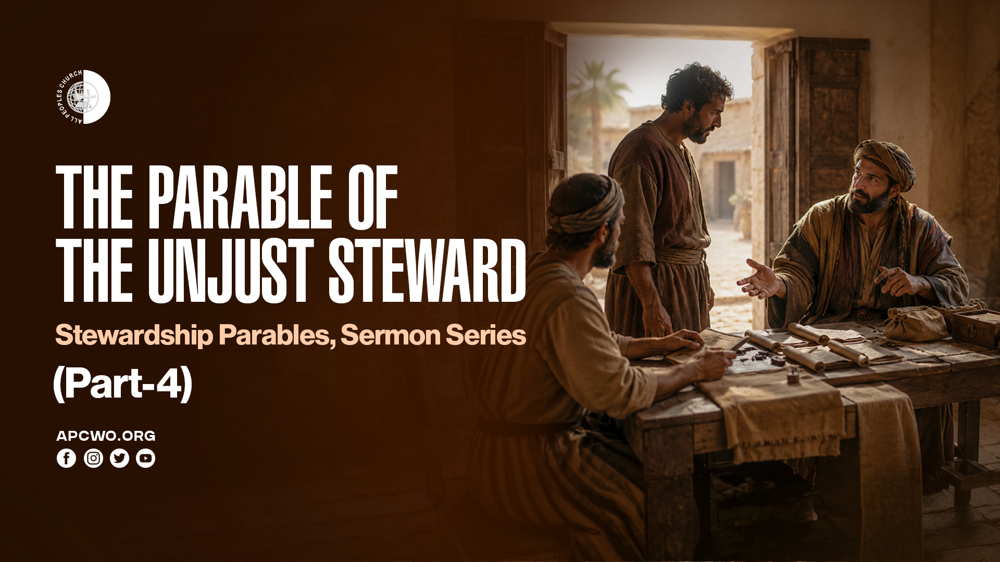 ALL PEOPLES CHURCH
THE PARABLE OF
THE UNJUST STEWARD
Stewardship Parables, Sermon Series
(Part-4)
APCWO.ORG